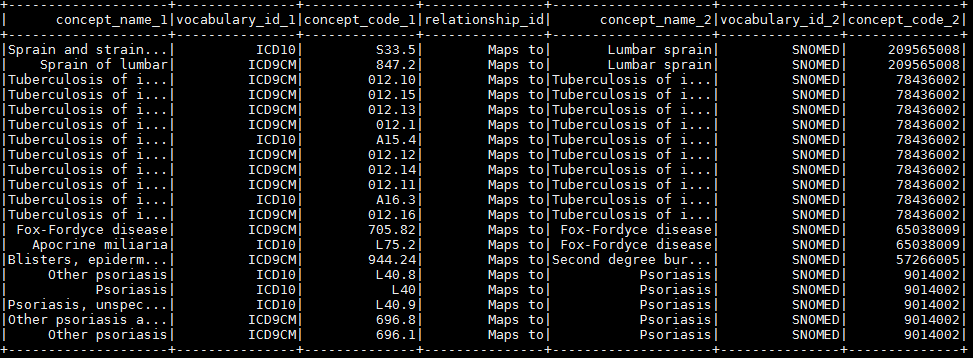 +------------------+---------------+--------------+---------------+------------------+---------------+--------------+
|    concept_name_1|vocabulary_id_1|concept_code_1|relationship_id|    concept_name_2|vocabulary_id_2|concept_code_2|
+------------------+---------------+--------------+---------------+------------------+---------------+--------------+
|Sprain and strain...|          ICD10|         S33.5|        Maps to|       Lumbar sprain|         SNOMED|     209565008|
|    Sprain of lumbar|        ICD9CM|         847.2|        Maps to|       Lumbar sprain|         SNOMED|     209565008|
|Tuberculosis of i...|        ICD9CM|        012.10|        Maps to|Tuberculosis of i...|         SNOMED|      78436002|
|Tuberculosis of i...|        ICD9CM|        012.15|        Maps to|Tuberculosis of i...|         SNOMED|      78436002|
|Tuberculosis of i...|        ICD9CM|        012.13|        Maps to|Tuberculosis of i...|         SNOMED|      78436002|
|Tuberculosis of i...|        ICD9CM|         012.1|        Maps to|Tuberculosis of i...|         SNOMED|      78436002|
|Tuberculosis of i...|         ICD10|         A15.4|        Maps to|Tuberculosis of i...|         SNOMED|      78436002|
|Tuberculosis of i...|        ICD9CM|        012.12|        Maps to|Tuberculosis of i...|         SNOMED|      78436002|
|Tuberculosis of i...|        ICD9CM|        012.14|        Maps to|Tuberculosis of i...|         SNOMED|      78436002|
|Tuberculosis of i...|        ICD9CM|        012.11|        Maps to|Tuberculosis of i...|         SNOMED|      78436002|
|Tuberculosis of i...|         ICD10|         A16.3|        Maps to|Tuberculosis of i...|         SNOMED|      78436002|
|Tuberculosis of i...|        ICD9CM|        012.16|        Maps to|Tuberculosis of i...|         SNOMED|      78436002|
| Fox-Fordyce disease|        ICD9CM|        705.82|        Maps to| Fox-Fordyce disease|         SNOMED|      65038009|
|   Apocrine miliaria|         ICD10|         L75.2|        Maps to| Fox-Fordyce disease|         SNOMED|      65038009|
|Blisters, epiderm...|        ICD9CM|        944.24|        Maps to|Second degree bur...|         SNOMED|      57266005|
|     Other psoriasis|         ICD10|         L40.8|        Maps to|           Psoriasis|         SNOMED|       9014002|
|           Psoriasis|         ICD10|           L40|        Maps to|           Psoriasis|         SNOMED|       9014002|
|Psoriasis, unspec...|         ICD10|         L40.9|        Maps to|           Psoriasis|         SNOMED|       9014002|
|Other psoriasis a...|        ICD9CM|         696.8|        Maps to|           Psoriasis|         SNOMED|       9014002|
|     Other psoriasis|        ICD9CM|         696.1|        Maps to|           Psoriasis|         SNOMED|       9014002|
+------------------+---------------+--------------+---------------+------------------+---------------+--------------+